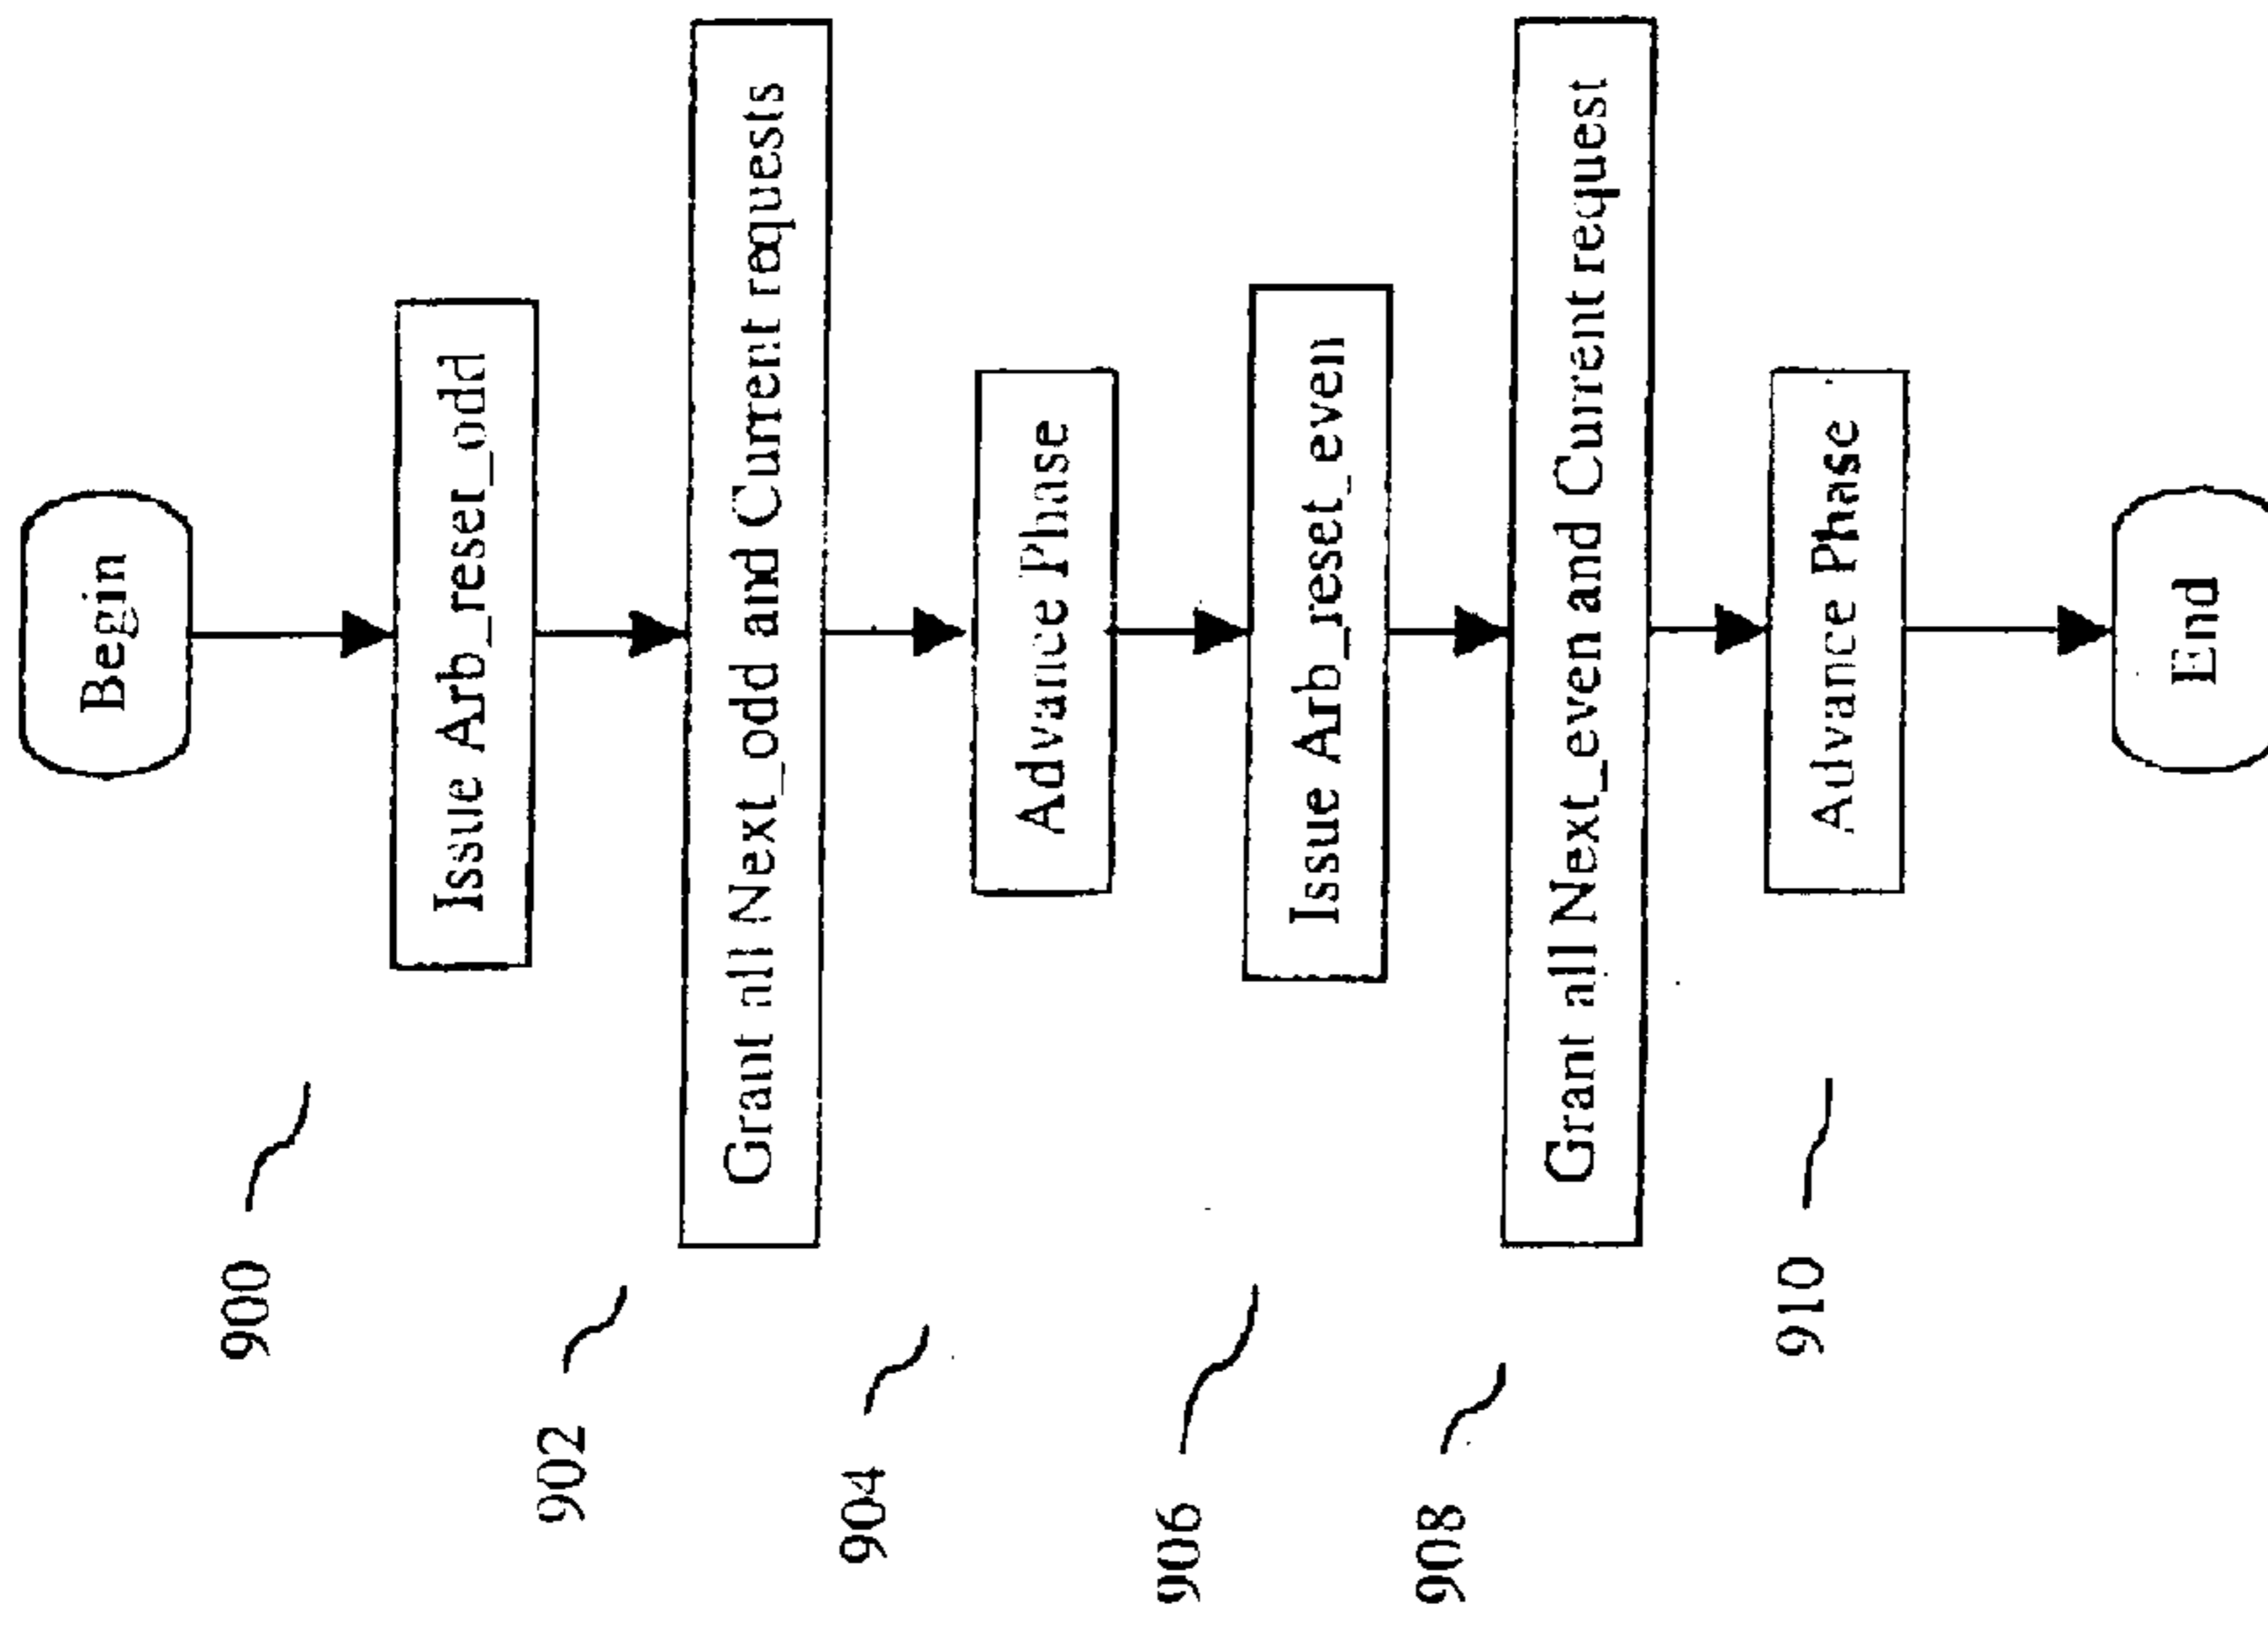 Begin
900
Issue Arb_reset_odd
902
Grant all Next_odd and Current requests
904
Advance Phase
906
Issue Arb_reset_even
908
Grant all Next_even and Current request
910
Advance Phase
End